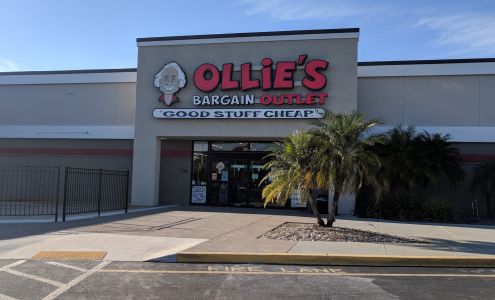 OLLIE'S
BARGAIN OUTLET
"GOOD STUFF CHEAP"
FIRE LANE